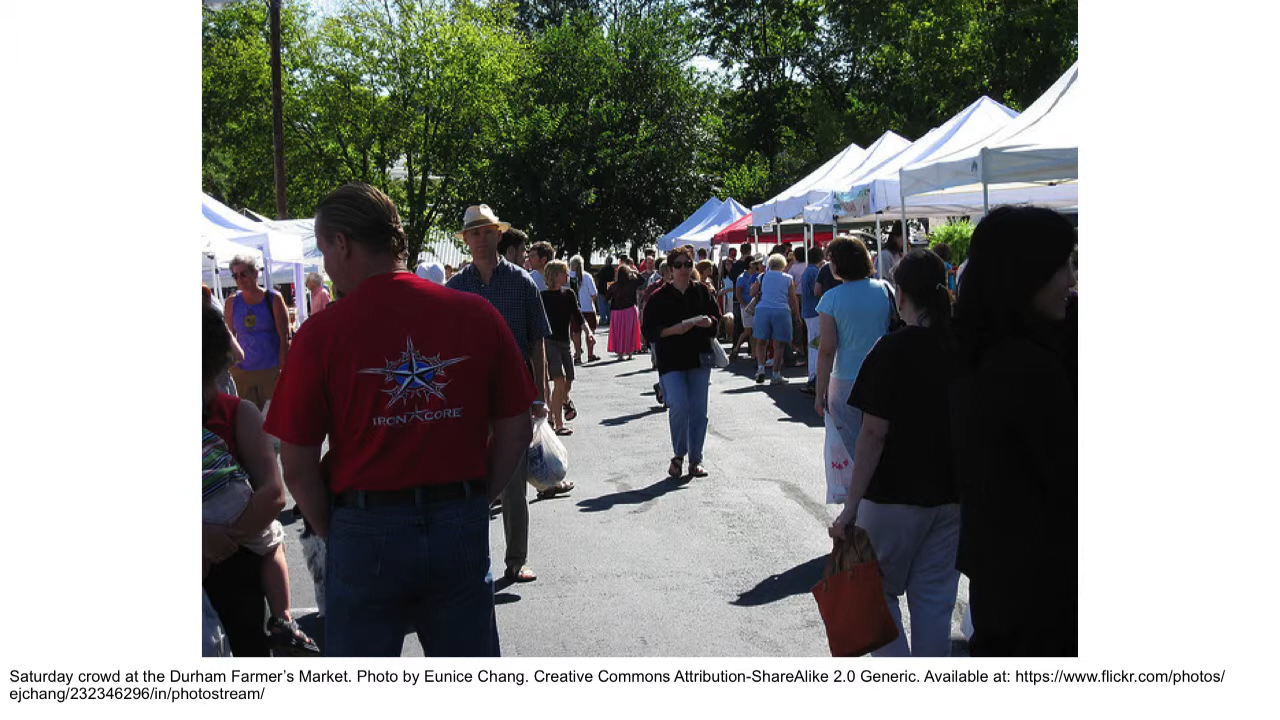 IRON CORE
Saturday crowd at the Durham Farmer’s Market. Photo by Eunice Chang. Creative Commons Attribution-ShareAlike 2.0 Generic. Available at: https://www.flickr.com/photos/
ejchang/232346296/in/photostream/